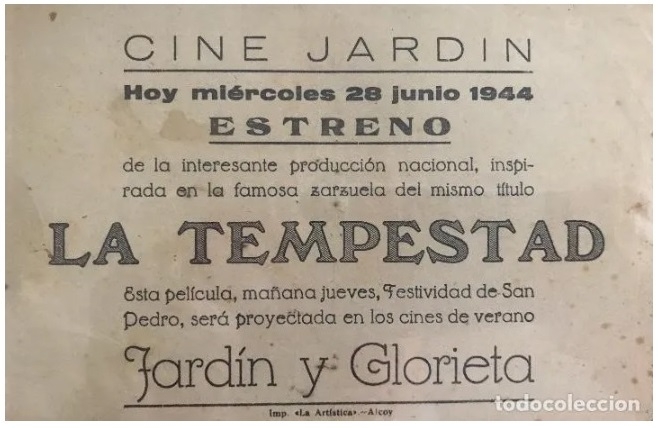 CINE JARDIN
Hoy miércoles 28 junio 1944
ESTRENO
de la interesante producción nacional, inspi-
rada en la famosa zarzuela del mismo título
LA TEMPESTAD
Esta película, mañana jueves, Festividad de San
Pedro, será proyectada en los cines de verano
Jardín y Glorieta
Imp. «La Artística».-Alcoy
todocoleccion